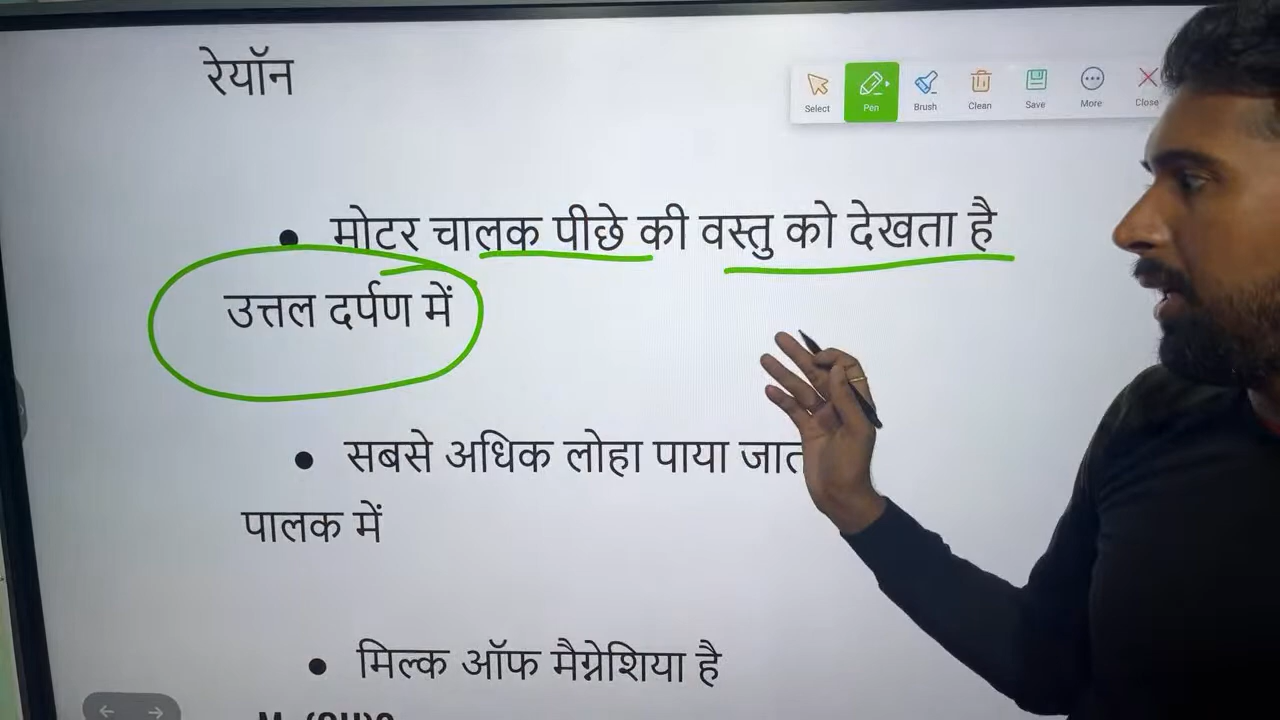 रेयॉन
Select Pen Brush Clean Save More Close
• मोटर चालक पीछे की वस्तु को देखता है
उत्तल दर्पण में
• सबसे अधिक लोहा पाया
पालक में
• मिल्क ऑफ मैग्नेशिया है